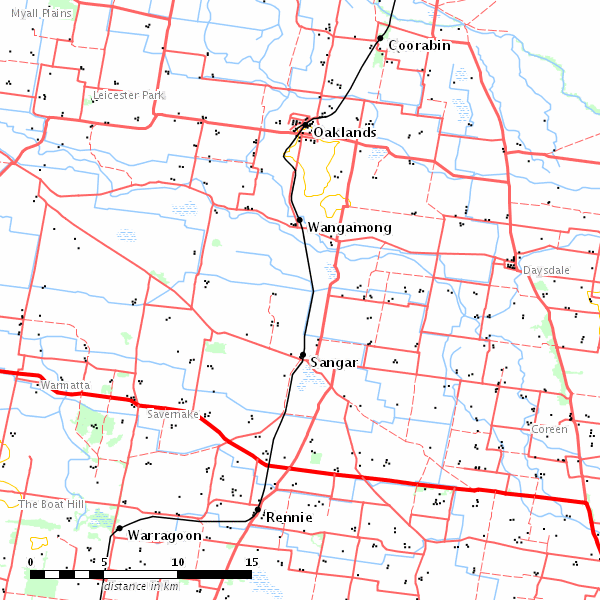 Myall Plains
Coorabin
Leicester Park
Oaklands
Wangamong
Daysdale
Sangar
Warmatta
Savernake
Coreen
The Boat Hill
Rennie
Warragoon
0 5 10 15
distance in km